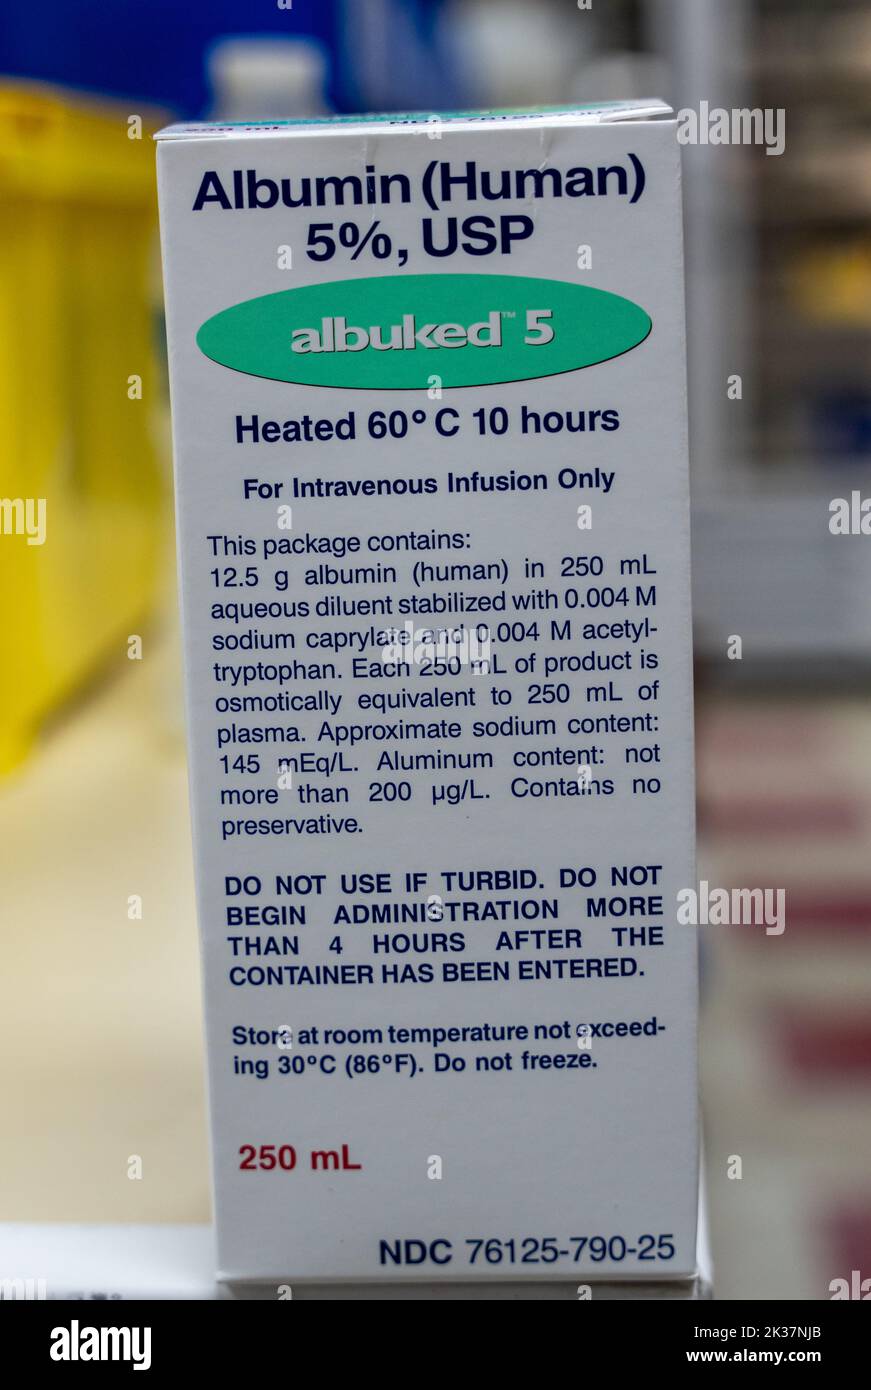 Albumin (Human)
5%, USP
albuked™ 5
Heated 60° C 10 hours
For Intravenous Infusion Only
This package contains:
12.5 g albumin (human) in 250 mL
aqueous diluent stabilized with 0.004 M
sodium caprylate and 0.004 M acetyl-
tryptophan. Each 250 mL of product is
osmotically equivalent to 250 mL of
plasma. Approximate sodium content:
145 mEq/L. Aluminum content: not
more than 200 µg/L. Contains no
preservative.
DO NOT USE IF TURBID. DO NOT
BEGIN ADMINISTRATION MORE
THAN 4 HOURS AFTER THE
CONTAINER HAS BEEN ENTERED.
Store at room temperature not exceed-
ing 30°C (86°F). Do not freeze.
250 mL
NDC 76125-790-25
alamy
Image ID: 2K37NJB
www.alamy.com